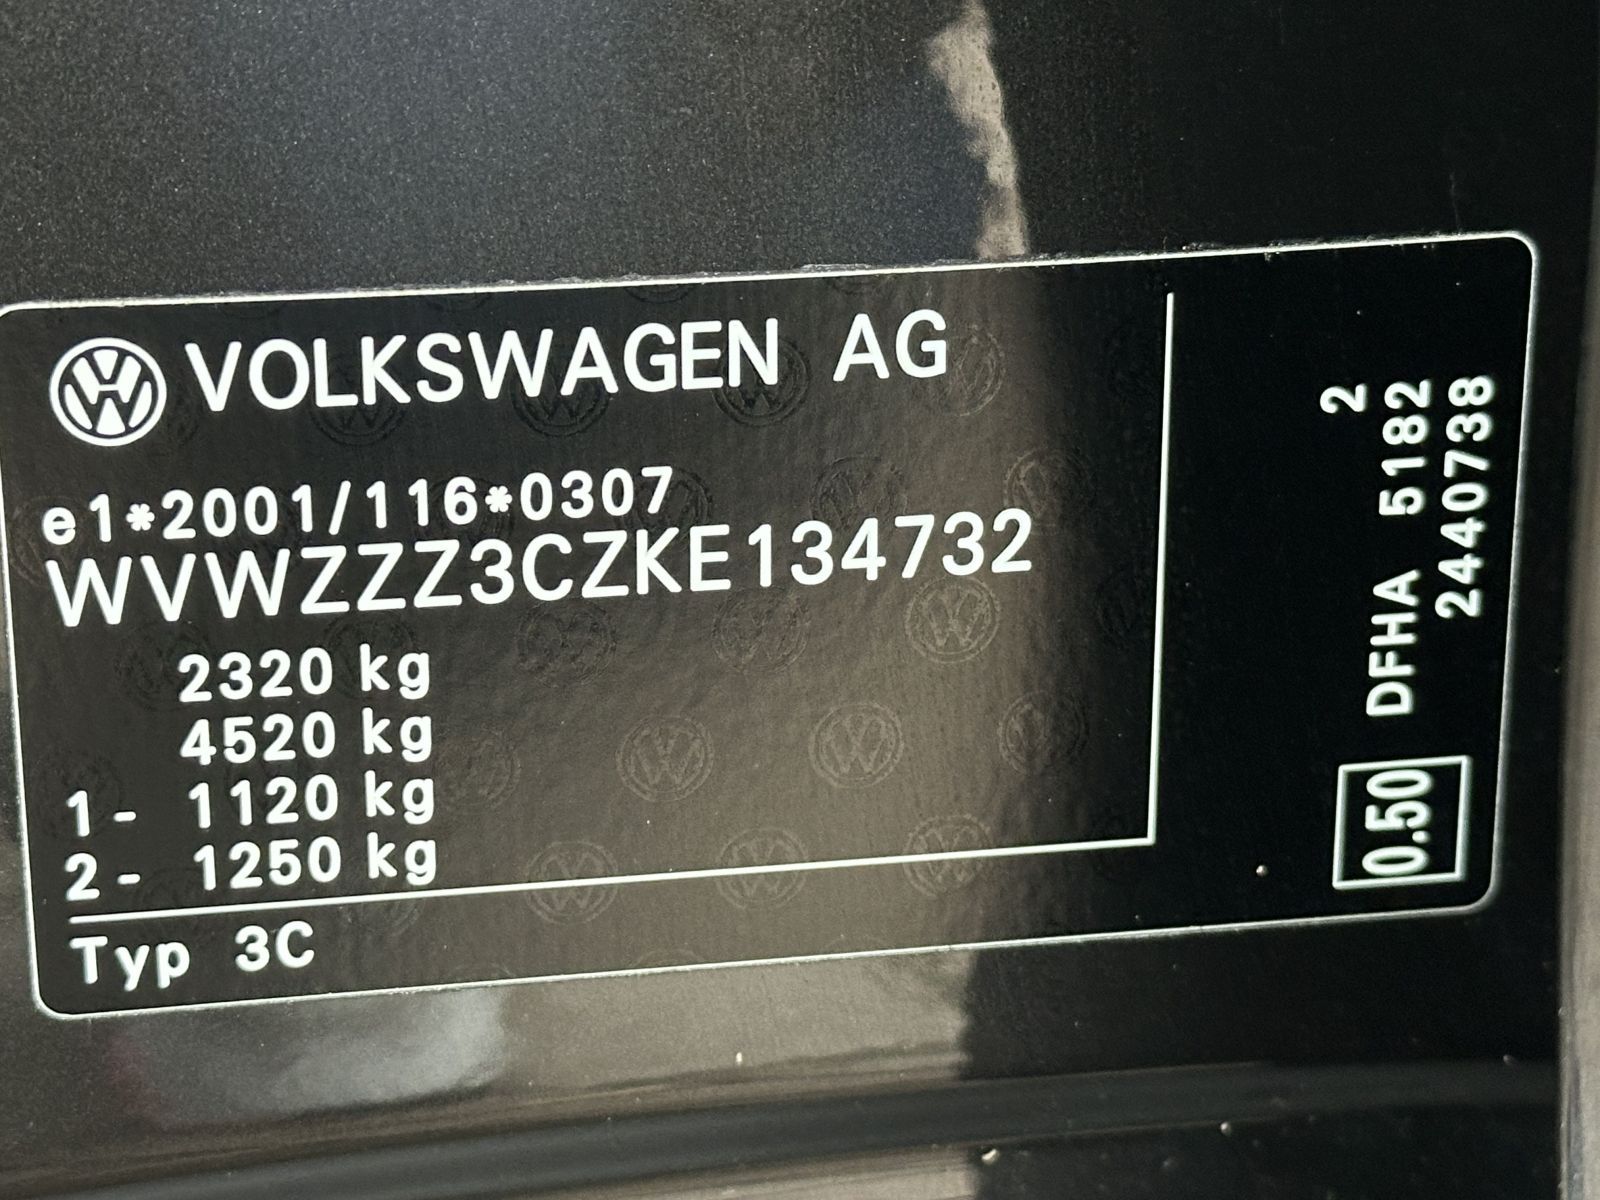 VOLKSWAGEN AG
e1*2001/116*0307
WVWZZZ3CZKE134732
2320 kg
4520 kg
1- 1120 kg
2- 1250 kg
Typ 3C
2
0.50 DFHA 5182
2440738